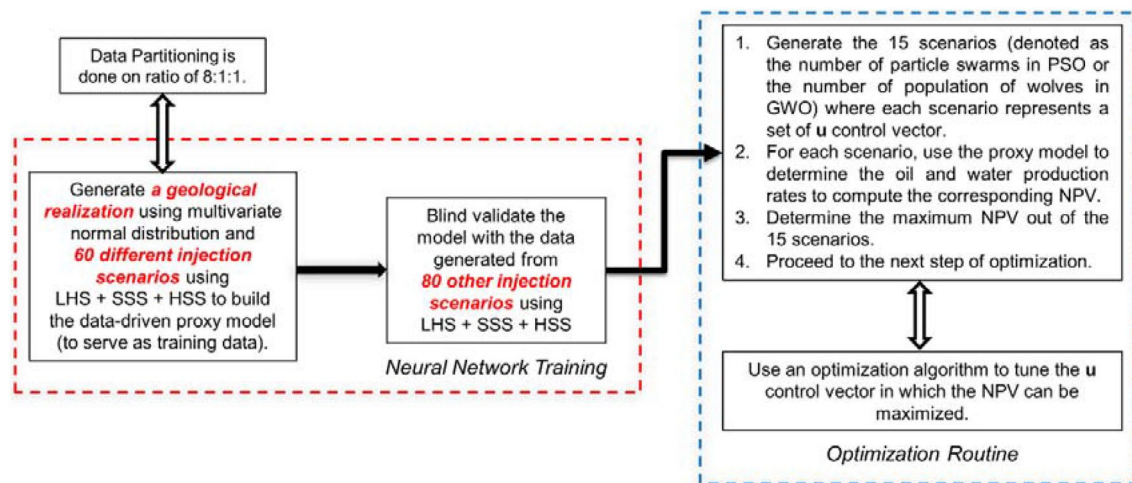 Data Partitioning is
done on ratio of 8:1:1.
Generate a geological
realization using multivariate
normal distribution and
60 different injection
scenarios using
LHS + SSS + HSS to build
the data-driven proxy model
(to serve as training data).
Blind validate the
model with the data
generated from
80 other injection
scenarios using
LHS + SSS + HSS
Neural Network Training
1. Generate the 15 scenarios (denoted as
the number of particle swarms in PSO or
the number of population of wolves in
GWO) where each scenario represents a
set of u control vector.
2. For each scenario, use the proxy model to
determine the oil and water production
rates to compute the corresponding NPV.
3. Determine the maximum NPV out of the
15 scenarios.
4. Proceed to the next step of optimization.
Use an optimization algorithm to tune the u
control vector in which the NPV can be
maximized.
Optimization Routine